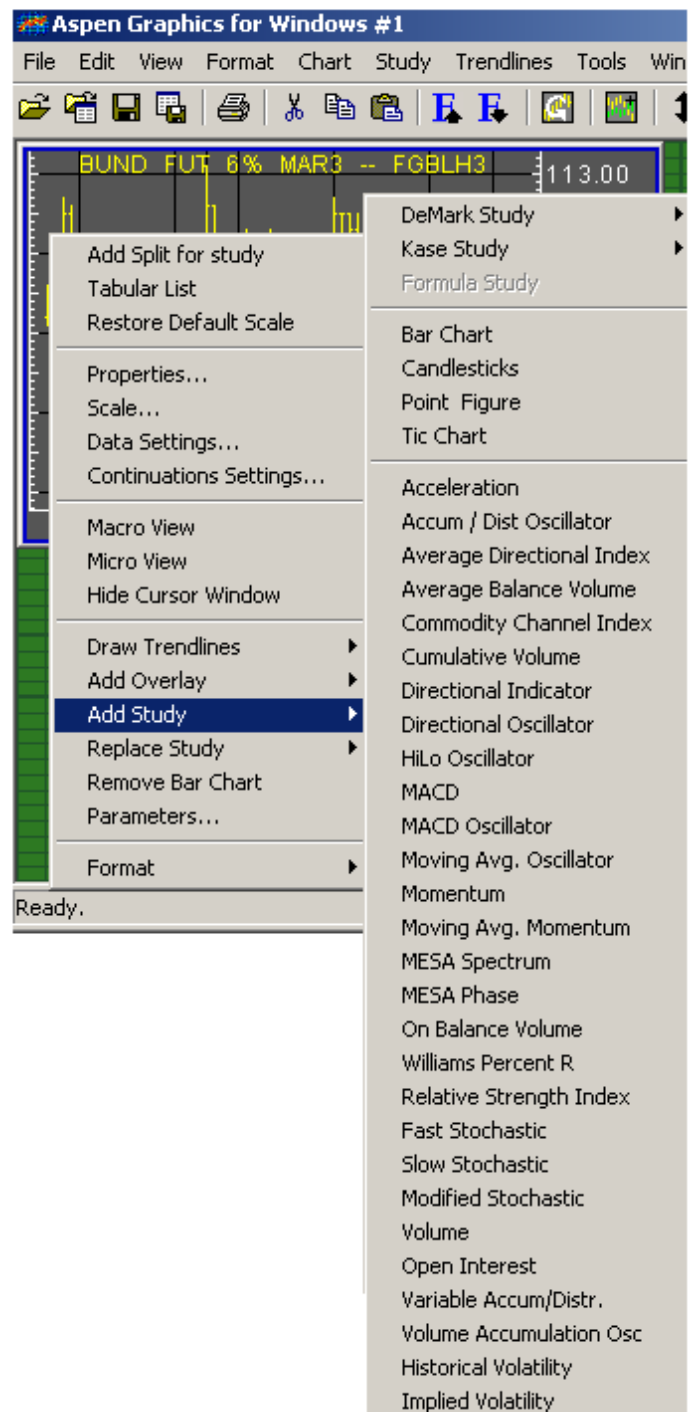 Aspen Graphics for Windows #1
File Edit View Format Chart Study Trendlines Tools Win
BUND FUT 6% MAR3 -- FGBLH3
113.00
Add Split for study
Tabular List
Restore Default Scale
Properties...
Scale...
Data Settings...
Continuations Settings...
Macro View
Micro View
Hide Cursor Window
Draw Trendlines
Add Overlay
Add Study
Replace Study
Remove Bar Chart
Parameters...
Format
Ready.
DeMark Study
Kase Study
Formula Study
Bar Chart
Candlesticks
Point Figure
Tic Chart
Acceleration
Accum / Dist Oscillator
Average Directional Index
Average Balance Volume
Commodity Channel Index
Cumulative Volume
Directional Indicator
Directional Oscillator
HiLo Oscillator
MACD
MACD Oscillator
Moving Avg. Oscillator
Momentum
Moving Avg. Momentum
MESA Spectrum
MESA Phase
On Balance Volume
Williams Percent R
Relative Strength Index
Fast Stochastic
Slow Stochastic
Modified Stochastic
Volume
Open Interest
Variable Accum/Distr.
Volume Accumulation Osc
Historical Volatility
Implied Volatility